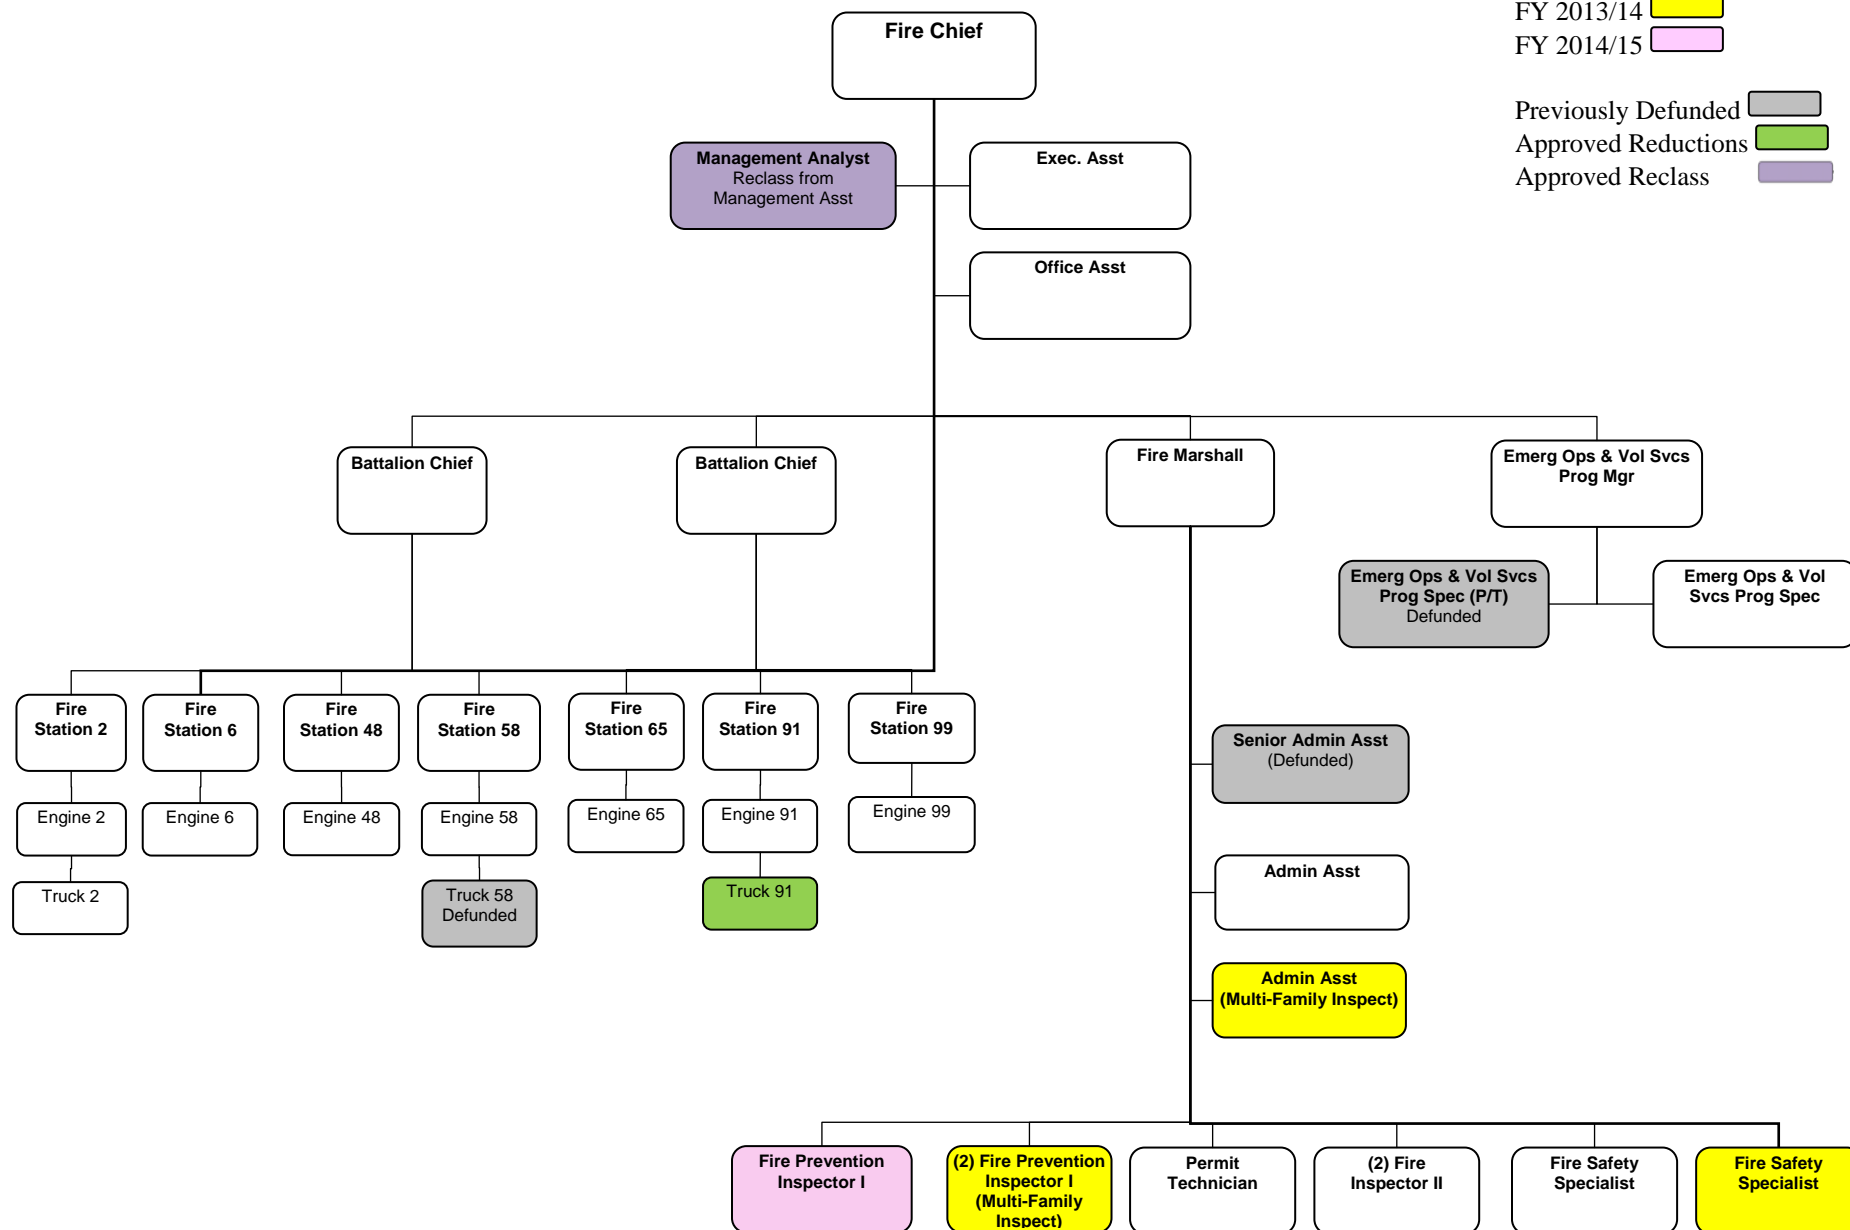 Fire Chief
FY 2013/14
FY 2014/15
Previously Defunded
Approved Reductions
Approved Reclass
Management Analyst
Reclass from
Management Asst
Exec. Asst
Office Asst
Battalion Chief
Battalion Chief
Fire Marshall
Emerg Ops & Vol Svcs
Prog Mgr
Emerg Ops & Vol Svcs
Prog Spec (P/T)
Defunded
Emerg Ops & Vol
Svcs Prog Spec
Fire
Station 2
Fire
Station 6
Fire
Station 48
Fire
Station 58
Fire
Station 65
Fire
Station 91
Fire
Station 99
Engine 2
Engine 6
Engine 48
Engine 58
Engine 65
Engine 91
Engine 99
Truck 2
Truck 58
Defunded
Truck 91
Senior Admin Asst
(Defunded)
Admin Asst
Admin Asst
(Multi-Family Inspect)
Fire Prevention
Inspector I
(2) Fire Prevention
Inspector I
(Multi-Family
Inspect)
Permit
Technician
(2) Fire
Inspector II
Fire Safety
Specialist
Fire Safety
Specialist